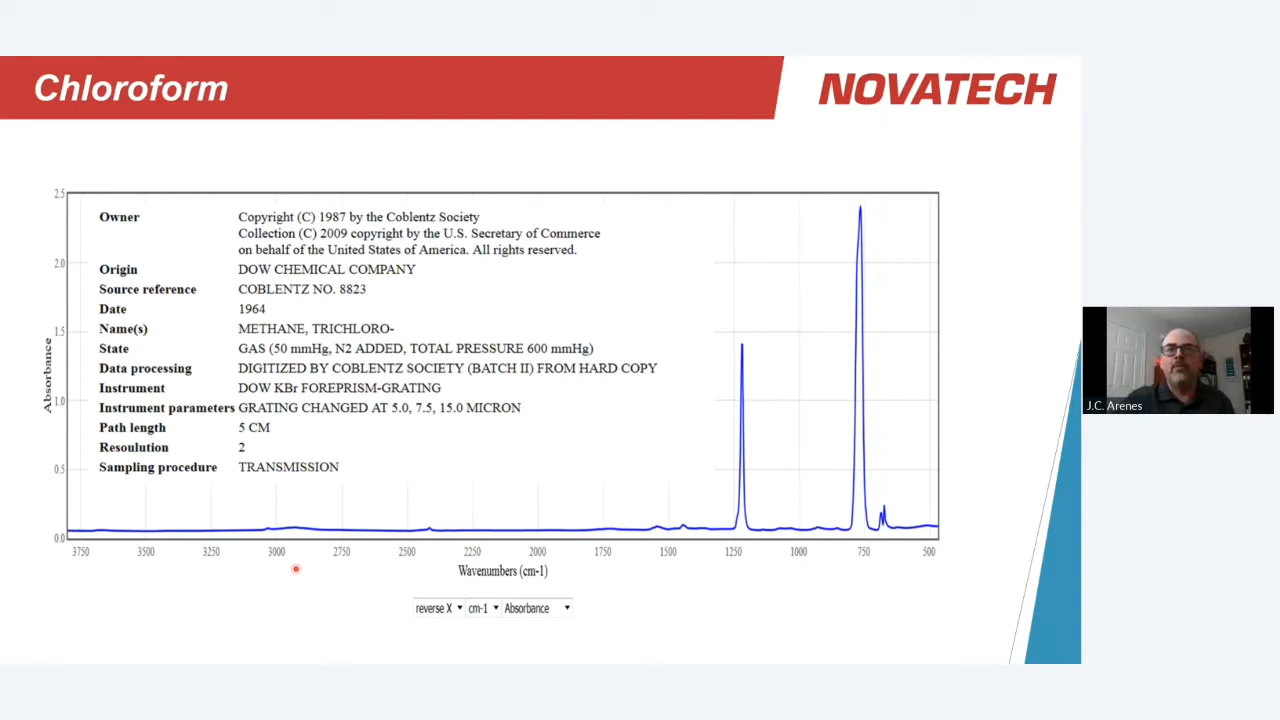 Chloroform
NOVATECH
2.5
2.0
1.5
1.0
0.5
0.0
Absorbance
Owner Copyright (C) 1987 by the Coblentz Society
Collection (C) 2009 copyright by the U.S. Secretary of Commerce
on behalf of the United States of America. All rights reserved.
Origin DOW CHEMICAL COMPANY
Source reference COBLENTZ NO. 8823
Date 1964
Name(s) METHANE, TRICHLORO-
State GAS (50 mmHg, N2 ADDED, TOTAL PRESSURE 600 mmHg)
Data processing DIGITIZED BY COBLENTZ SOCIETY (BATCH II) FROM HARD COPY
Instrument DOW KBr FOREPRISM-GRATING
Instrument parameters GRATING CHANGED AT 5.0, 7.5, 15.0 MICRON
Path length 5 CM
Resoulution 2
Sampling procedure TRANSMISSION
3750 3500 3250 3000 2750 2500 2250 2000 1750 1500 1250 1000 750 500
Wavenumbers (cm-1)
reverse X cm-1 Absorbance
J.C. Arenes